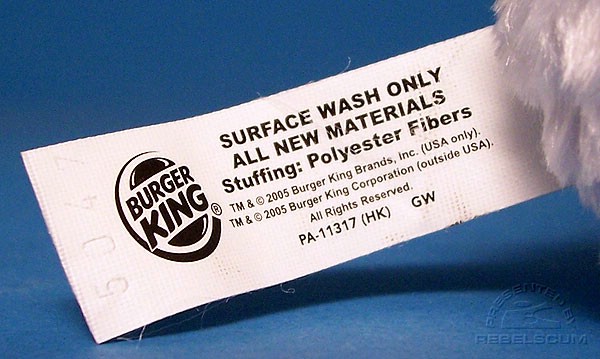 SURFACE WASH ONLY
ALL NEW MATERIALS
Stuffing: Polyester Fibers
TM & © 2005 Burger King Brands, Inc. (USA only).
TM & © 2005 Burger King Corporation (outside USA).
All Rights Reserved.
PA-11317 (HK) GW
BURGER
KING®
PRESENTED BY
REBELSCUM